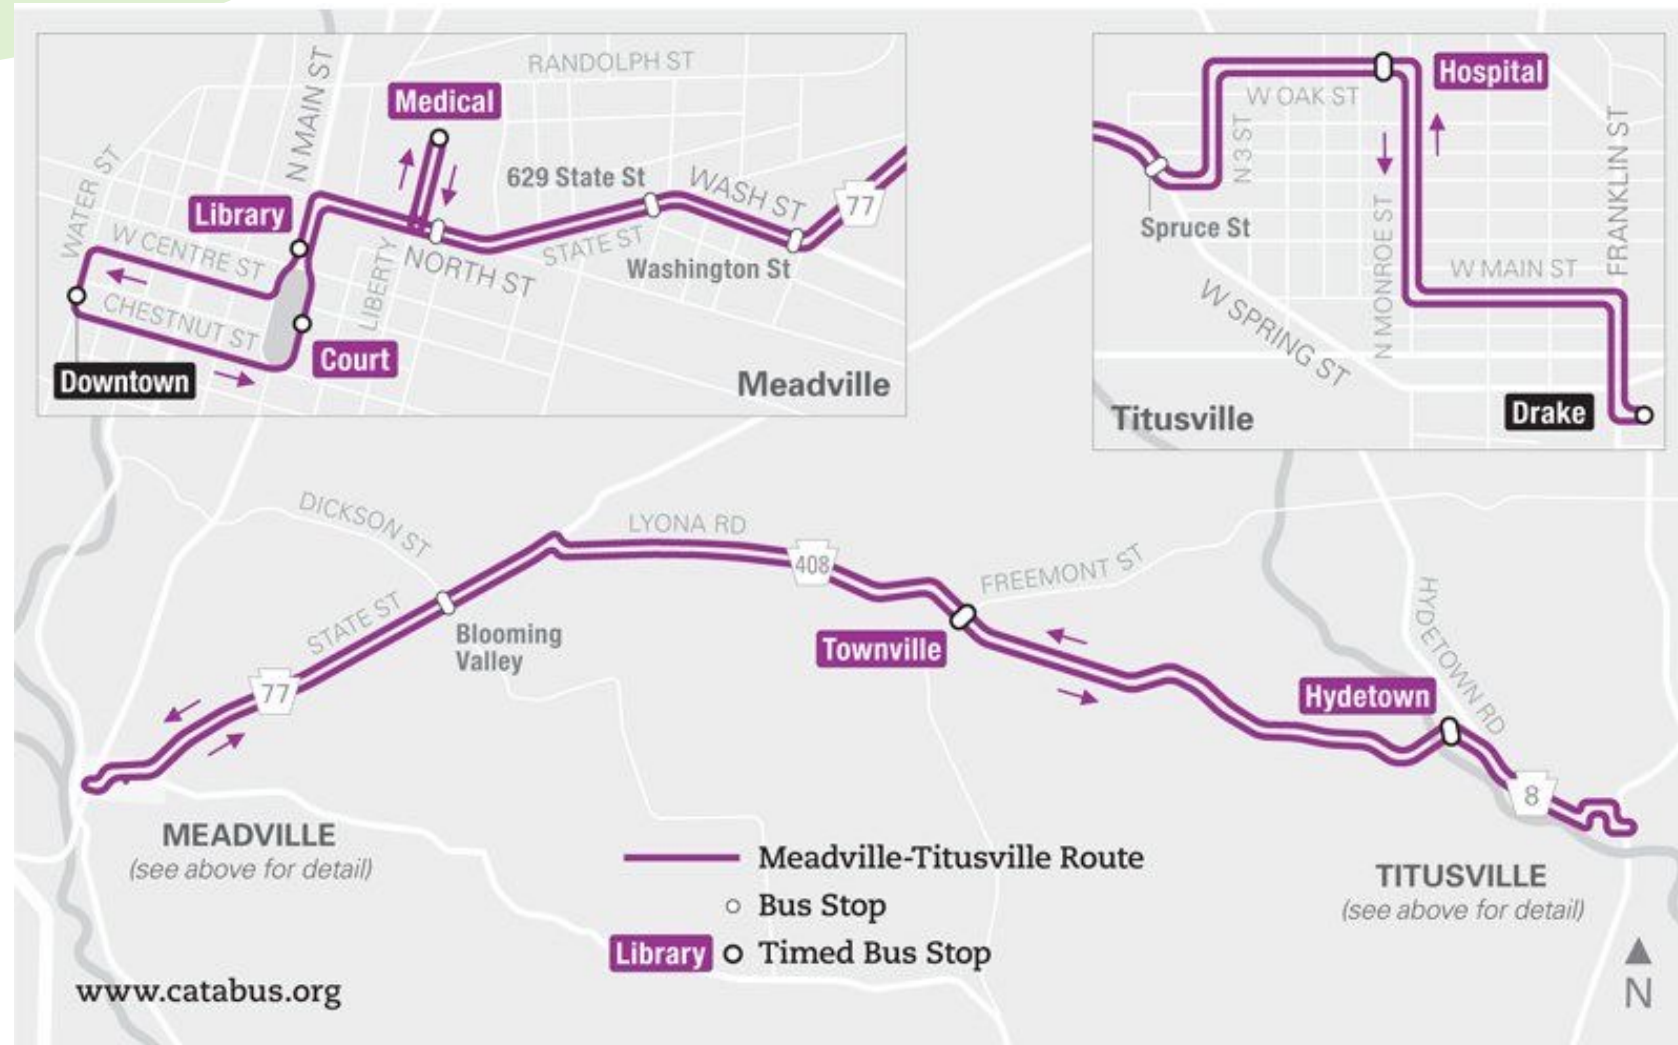 RANDOLPH ST
N MAIN ST
Medical
WATER ST
629 State St
WASH ST
77
Library
W CENTRE ST
LIBERTY
NORTH ST
STATE ST
Washington St
CHESTNUT ST
Court
Downtown
Meadville
Hospital
W OAK ST
N 3 ST
FRANKLIN ST
Spruce St
N MONROE ST
W MAIN ST
W SPRING ST
Drake
Titusville
DICKSON ST
LYONA RD
408
FREEMONT ST
HYDETOWN RD
STATE ST
Blooming
Valley
Townville
77
Hydetown
8
MEADVILLE
(see above for detail)
Meadville-Titusville Route
Bus Stop
Library Timed Bus Stop
TITUSVILLE
(see above for detail)
www.catabus.org
N